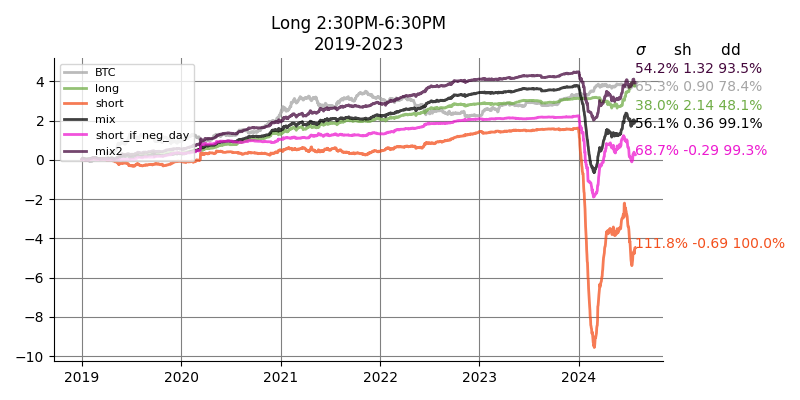 Long 2:30PM-6:30PM
2019-2023
σ sh dd
54.2% 1.32 93.5%
65.3% 0.90 78.4%
38.0% 2.14 48.1%
56.1% 0.36 99.1%
68.7% -0.29 99.3%
111.8% -0.69 100.0%
BTC
long
short
mix
short_if_neg_day
mix2
4
2
0
−2
−4
−6
−8
−10
2019 2020 2021 2022 2023 2024